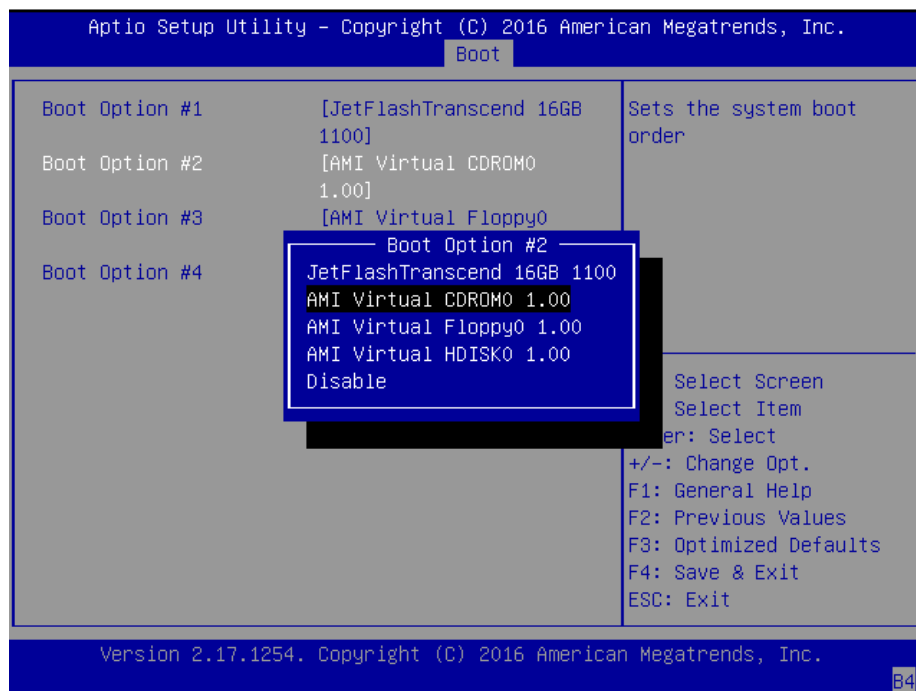 Aptio Setup Utility – Copyright (C) 2016 American Megatrends, Inc.
Boot
Boot Option #1 [JetFlashTranscend 16GB
1100]
Boot Option #2 [AMI Virtual CDROM0
1.00]
Boot Option #3 [AMI Virtual Floppy0
Boot Option #4
Boot Option #2
JetFlashTranscend 16GB 1100
AMI Virtual CDROM0 1.00
AMI Virtual Floppy0 1.00
AMI Virtual HDISK0 1.00
Disable
Sets the system boot
order
Select Screen
Select Item
er: Select
+/-: Change Opt.
F1: General Help
F2: Previous Values
F3: Optimized Defaults
F4: Save & Exit
ESC: Exit
Version 2.17.1254. Copyright (C) 2016 American Megatrends, Inc.
B4